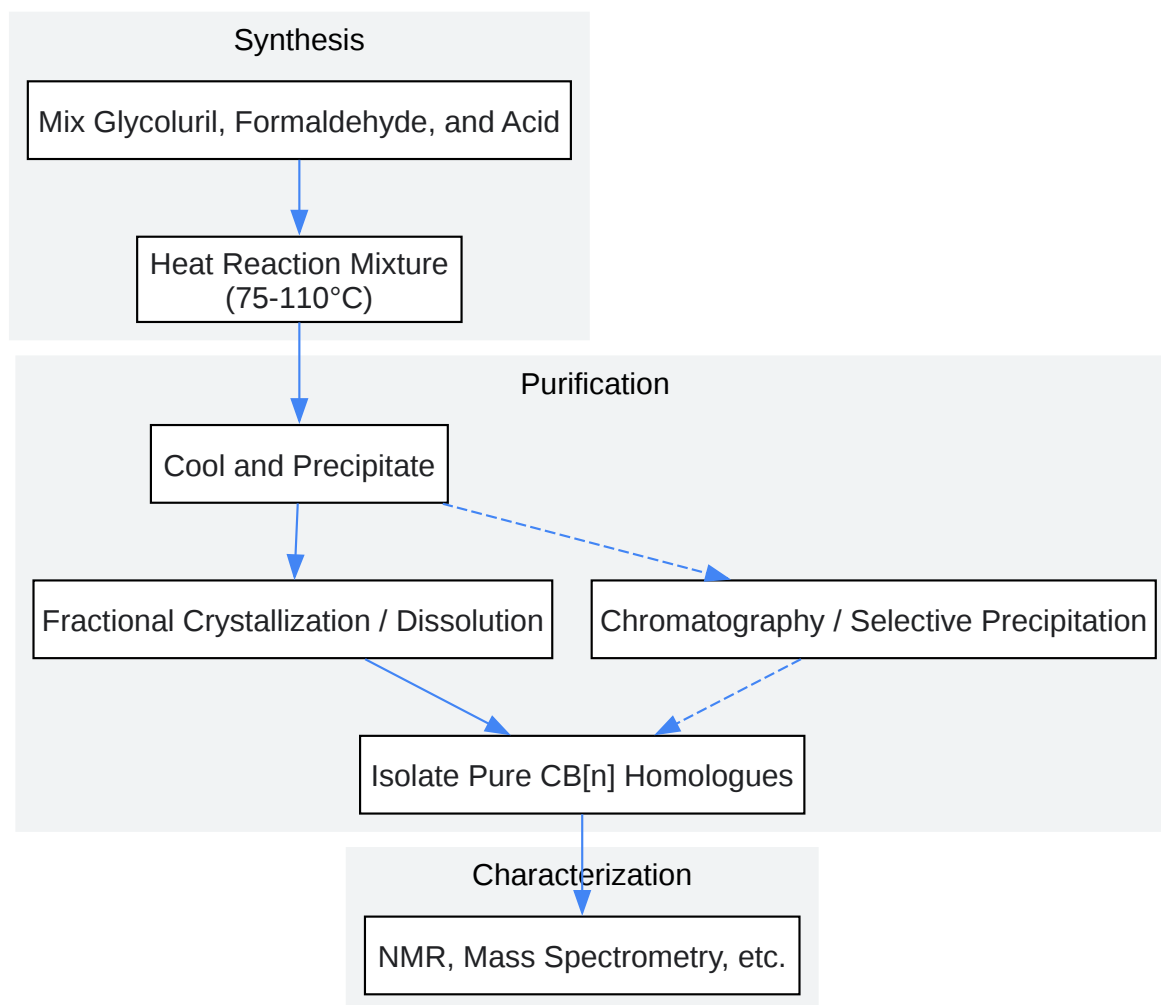 Synthesis
Mix Glycoluril, Formaldehyde, and Acid
Heat Reaction Mixture
(75-110°C)
Purification
Cool and Precipitate
Fractional Crystallization / Dissolution
Chromatography / Selective Precipitation
Isolate Pure CB[n] Homologues
Characterization
NMR, Mass Spectrometry, etc.